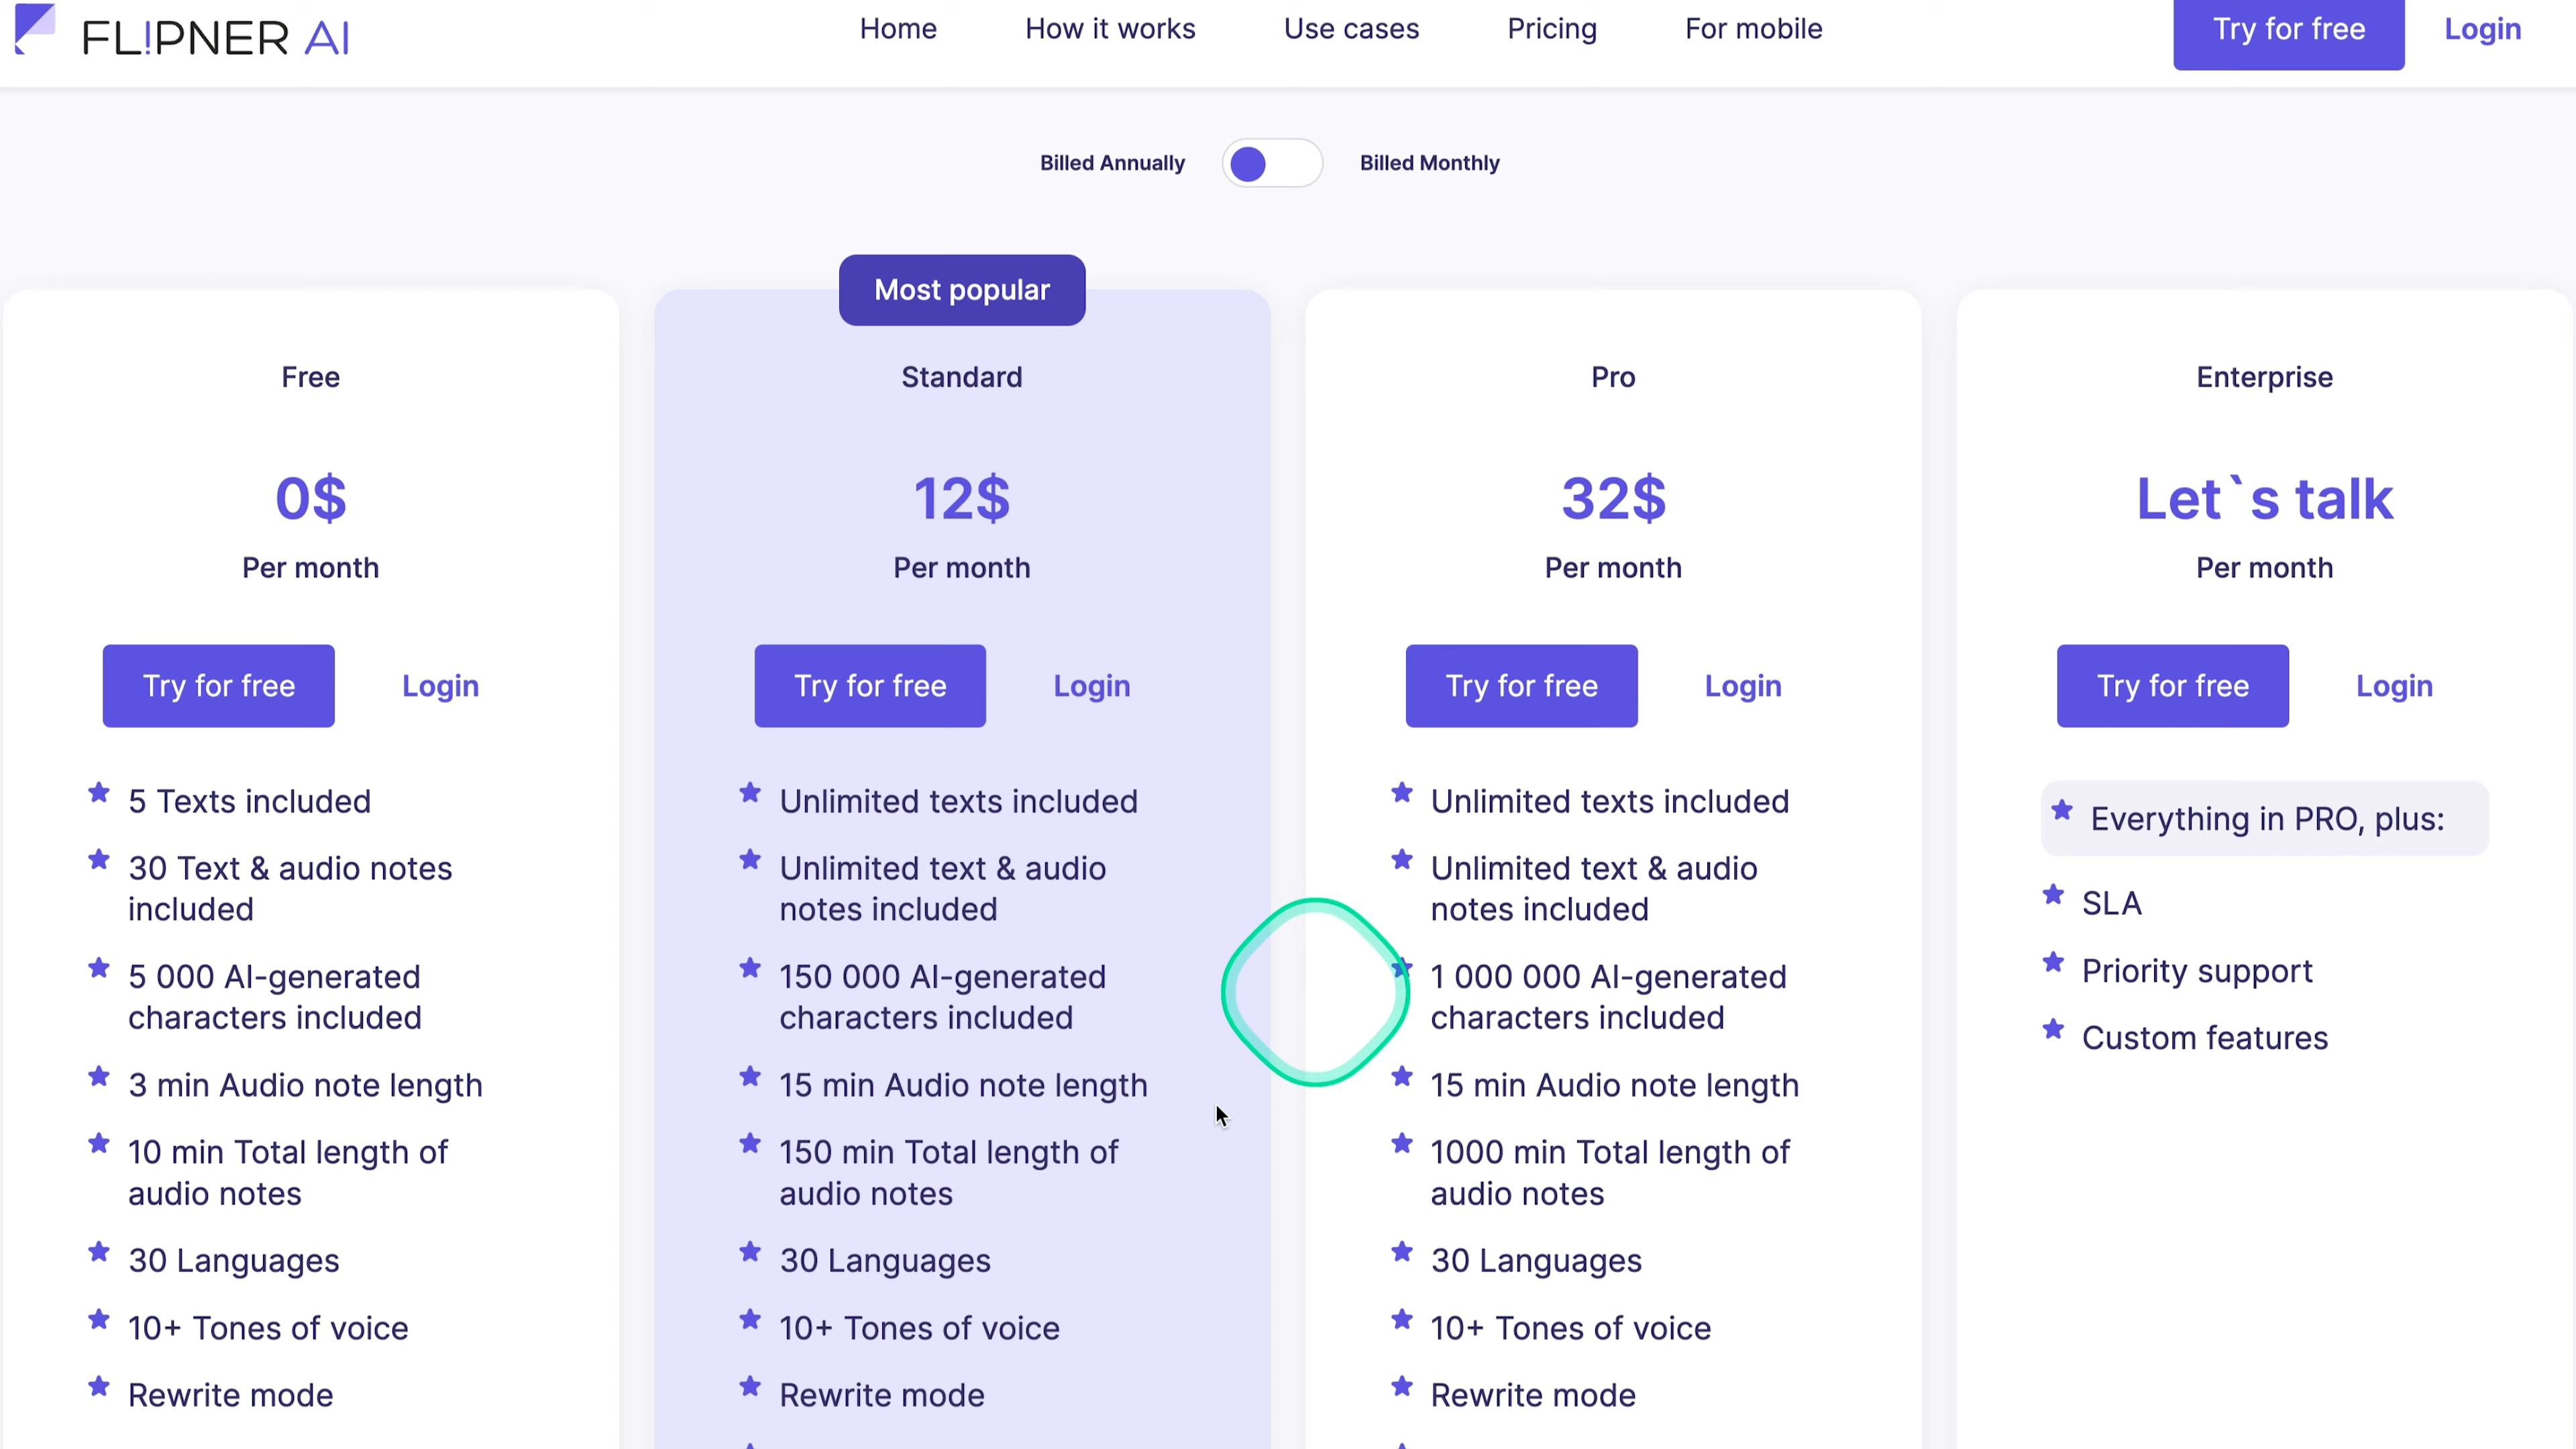 FL!PNER AI
Home
How it works
Use cases
Pricing
For mobile
Try for free
Login
Billed Annually
Billed Monthly
Free
0$
Per month
Try for free
Login
5 Texts included
30 Text & audio notes
included
5 000 AI-generated
characters included
3 min Audio note length
10 min Total length of
audio notes
30 Languages
10+ Tones of voice
Rewrite mode
Most popular
Standard
12$
Per month
Try for free
Login
Unlimited texts included
Unlimited text & audio
notes included
150 000 AI-generated
characters included
15 min Audio note length
150 min Total length of
audio notes
30 Languages
10+ Tones of voice
Rewrite mode
Pro
32$
Per month
Try for free
Login
Unlimited texts included
Unlimited text & audio
notes included
1 000 000 AI-generated
characters included
15 min Audio note length
1000 min Total length of
audio notes
30 Languages
10+ Tones of voice
Rewrite mode
Enterprise
Let`s talk
Per month
Try for free
Login
Everything in PRO, plus:
SLA
Priority support
Custom features